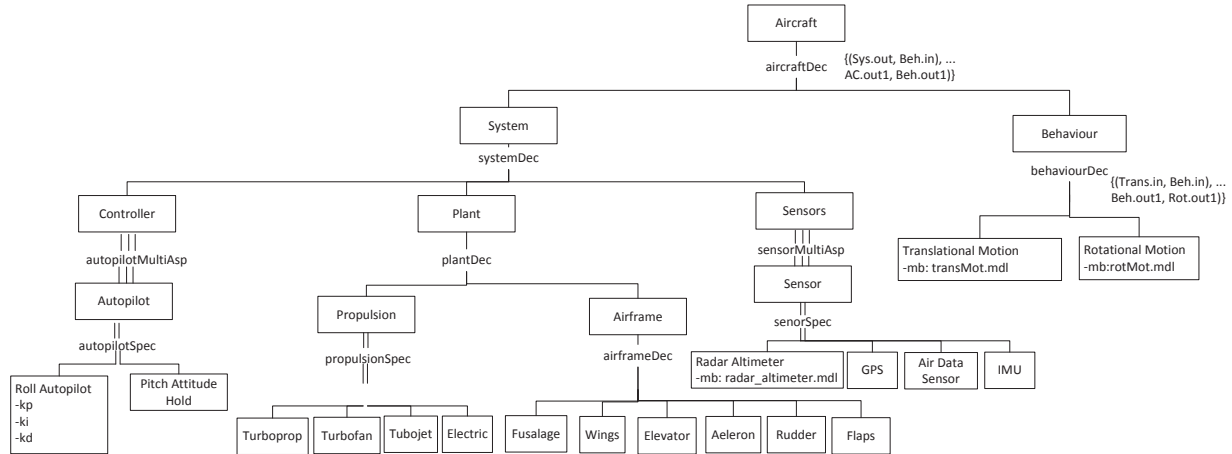 Aircraft
aircraftDec
{(Sys.out, Beh.in), ...
AC.out1, Beh.out1)}
System
Behaviour
systemDec
behaviourDec
{(Trans.in, Beh.in), ...
Beh.out1, Rot.out1)}
Controller
Plant
Sensors
autopilotMultiAsp
plantDec
sensorMultiAsp
Translational Motion
-mb: transMot.mdl
Rotational Motion
-mb:rotMot.mdl
Autopilot
Propulsion
Airframe
Sensor
autopilotSpec
propulsionSpec
airframeDec
senorSpec
Roll Autopilot
-kp
-ki
-kd
Pitch Attitude
Hold
Radar Altimeter
-mb: radar_altimeter.mdl
GPS
Air Data
Sensor
IMU
Turboprop
Turbofan
Tubojet
Electric
Fusalage
Wings
Elevator
Aeleron
Rudder
Flaps